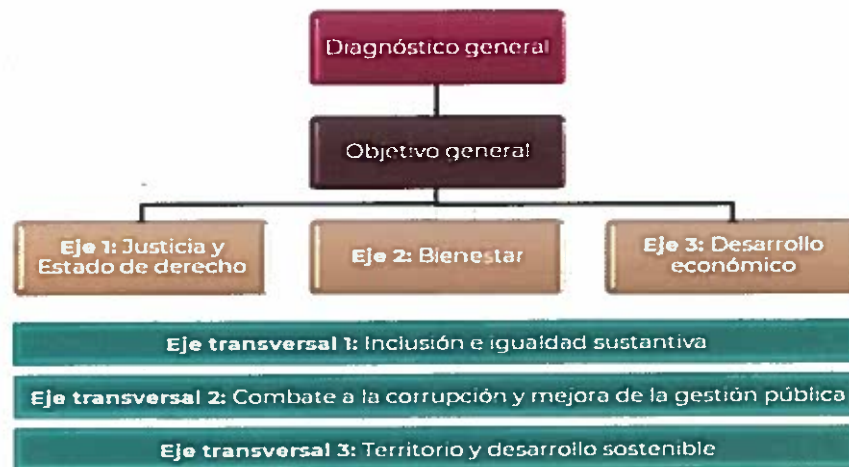 Diagnóstico general
Objetivo general
Eje 1: Justicia y
Estado de derecho
Eje 2: Bienestar
Eje 3: Desarrollo
económico
Eje transversal 1: Inclusión e igualdad sustantiva
Eje transversal 2: Combate a la corrupción y mejora de la gestión pública
Eje transversal 3: Territorio y desarrollo sostenible